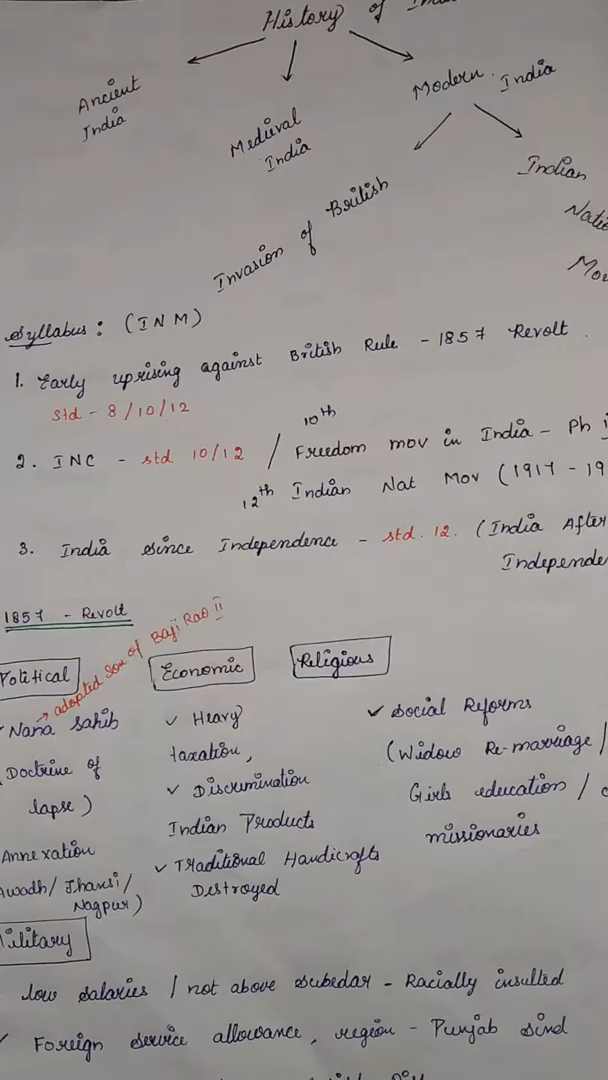 History of
Ancient India
Medieval India
Modern India
Invasion of British
Indian
Syllabus: (INM)
1. Early uprising against British Rule - 1857 Revolt.
Std - 8/10/12
2. INC - std 10/12 / 10th Freedom mov in India - Ph
12th Indian Nat Mov (1917 - 19
3. India since Independence - std. 12. (India After
1857 - Revolt
Political
Economic
Religious
→ adopted son of Baji Rao II
Nana Sahib
Doctrine of
lapse)
Annexation
Awadh/Jhansi/
Nagpur)
✓ Heavy
taxation,
✓ Discrimination
Indian Products
✓ Traditional Handicrafts
Destroyed
✓ Social Reforms
(Widow Re-marriage/
Girls education /
missionaries
Military
low salaries / not above subedar - Racially insulted
✓ Foreign service allowance, region - Punjab Sind